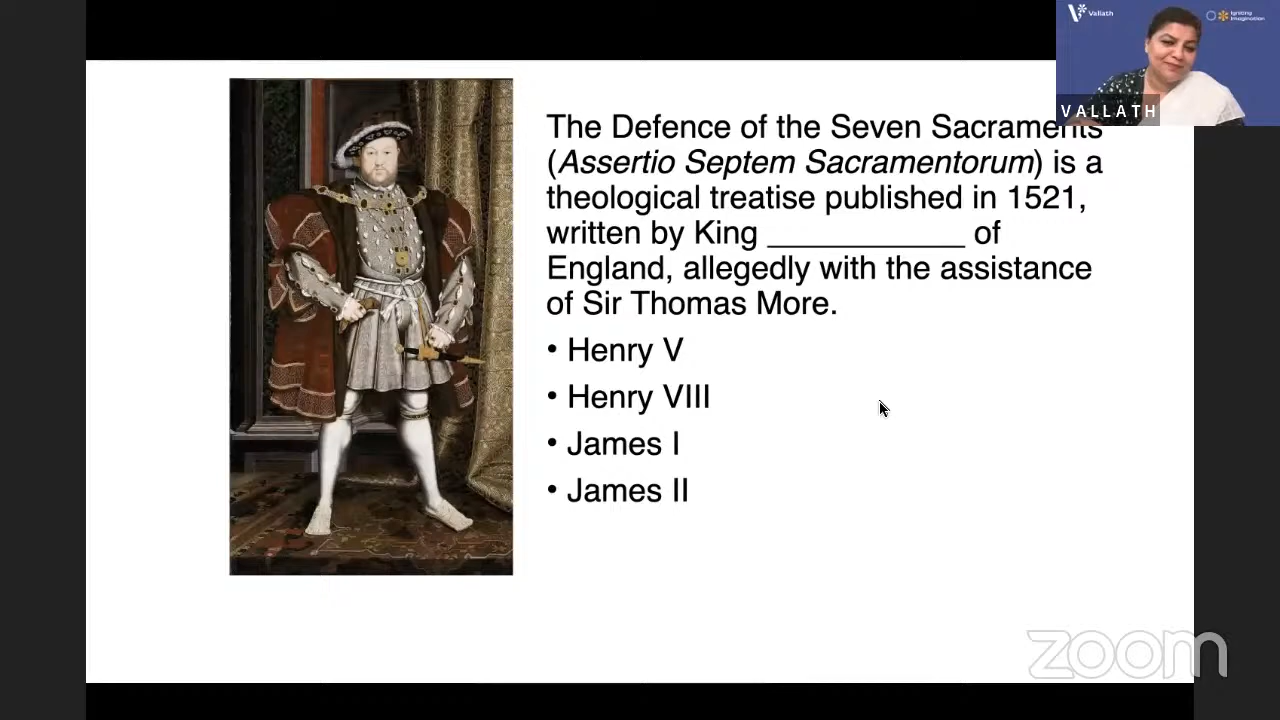 Vallath
Igniting
Imagination
VALLATH
The Defence of the Seven Sacraments
(Assertio Septem Sacramentorum) is a
theological treatise published in 1521,
written by King ____________ of
England, allegedly with the assistance
of Sir Thomas More.
• Henry V
• Henry VIII
• James I
• James II
zoom